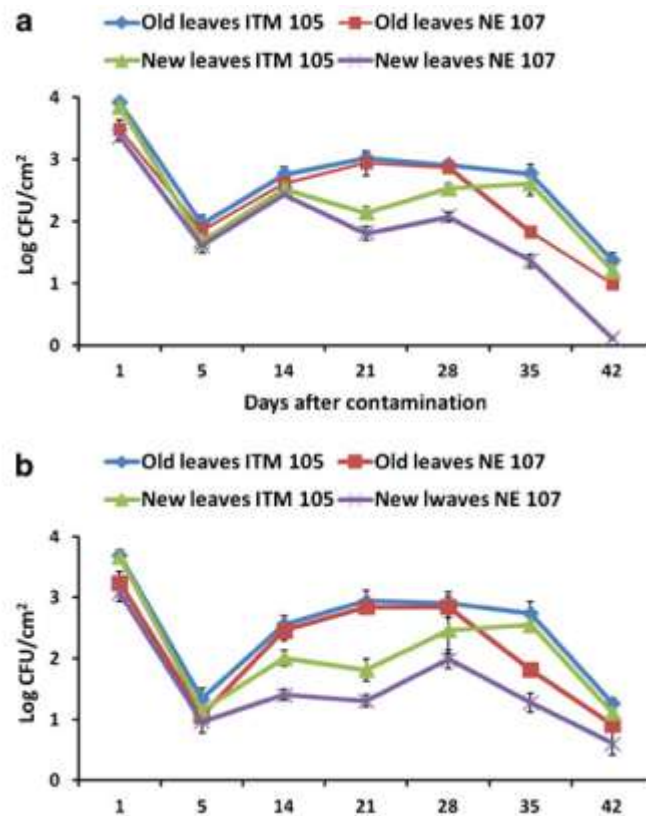 a
Old leaves ITM 105 Old leaves NE 107
New leaves ITM 105 New leaves NE 107
4
3
2
1
0
Log CFU/cm²
1 5 14 21 28 35 42
Days after contamination
b
Old leaves ITM 105 Old leaves NE 107
New leaves ITM 105 New lwaves NE 107
4
3
2
1
0
Log CFU/cm²
1 5 14 21 28 35 42